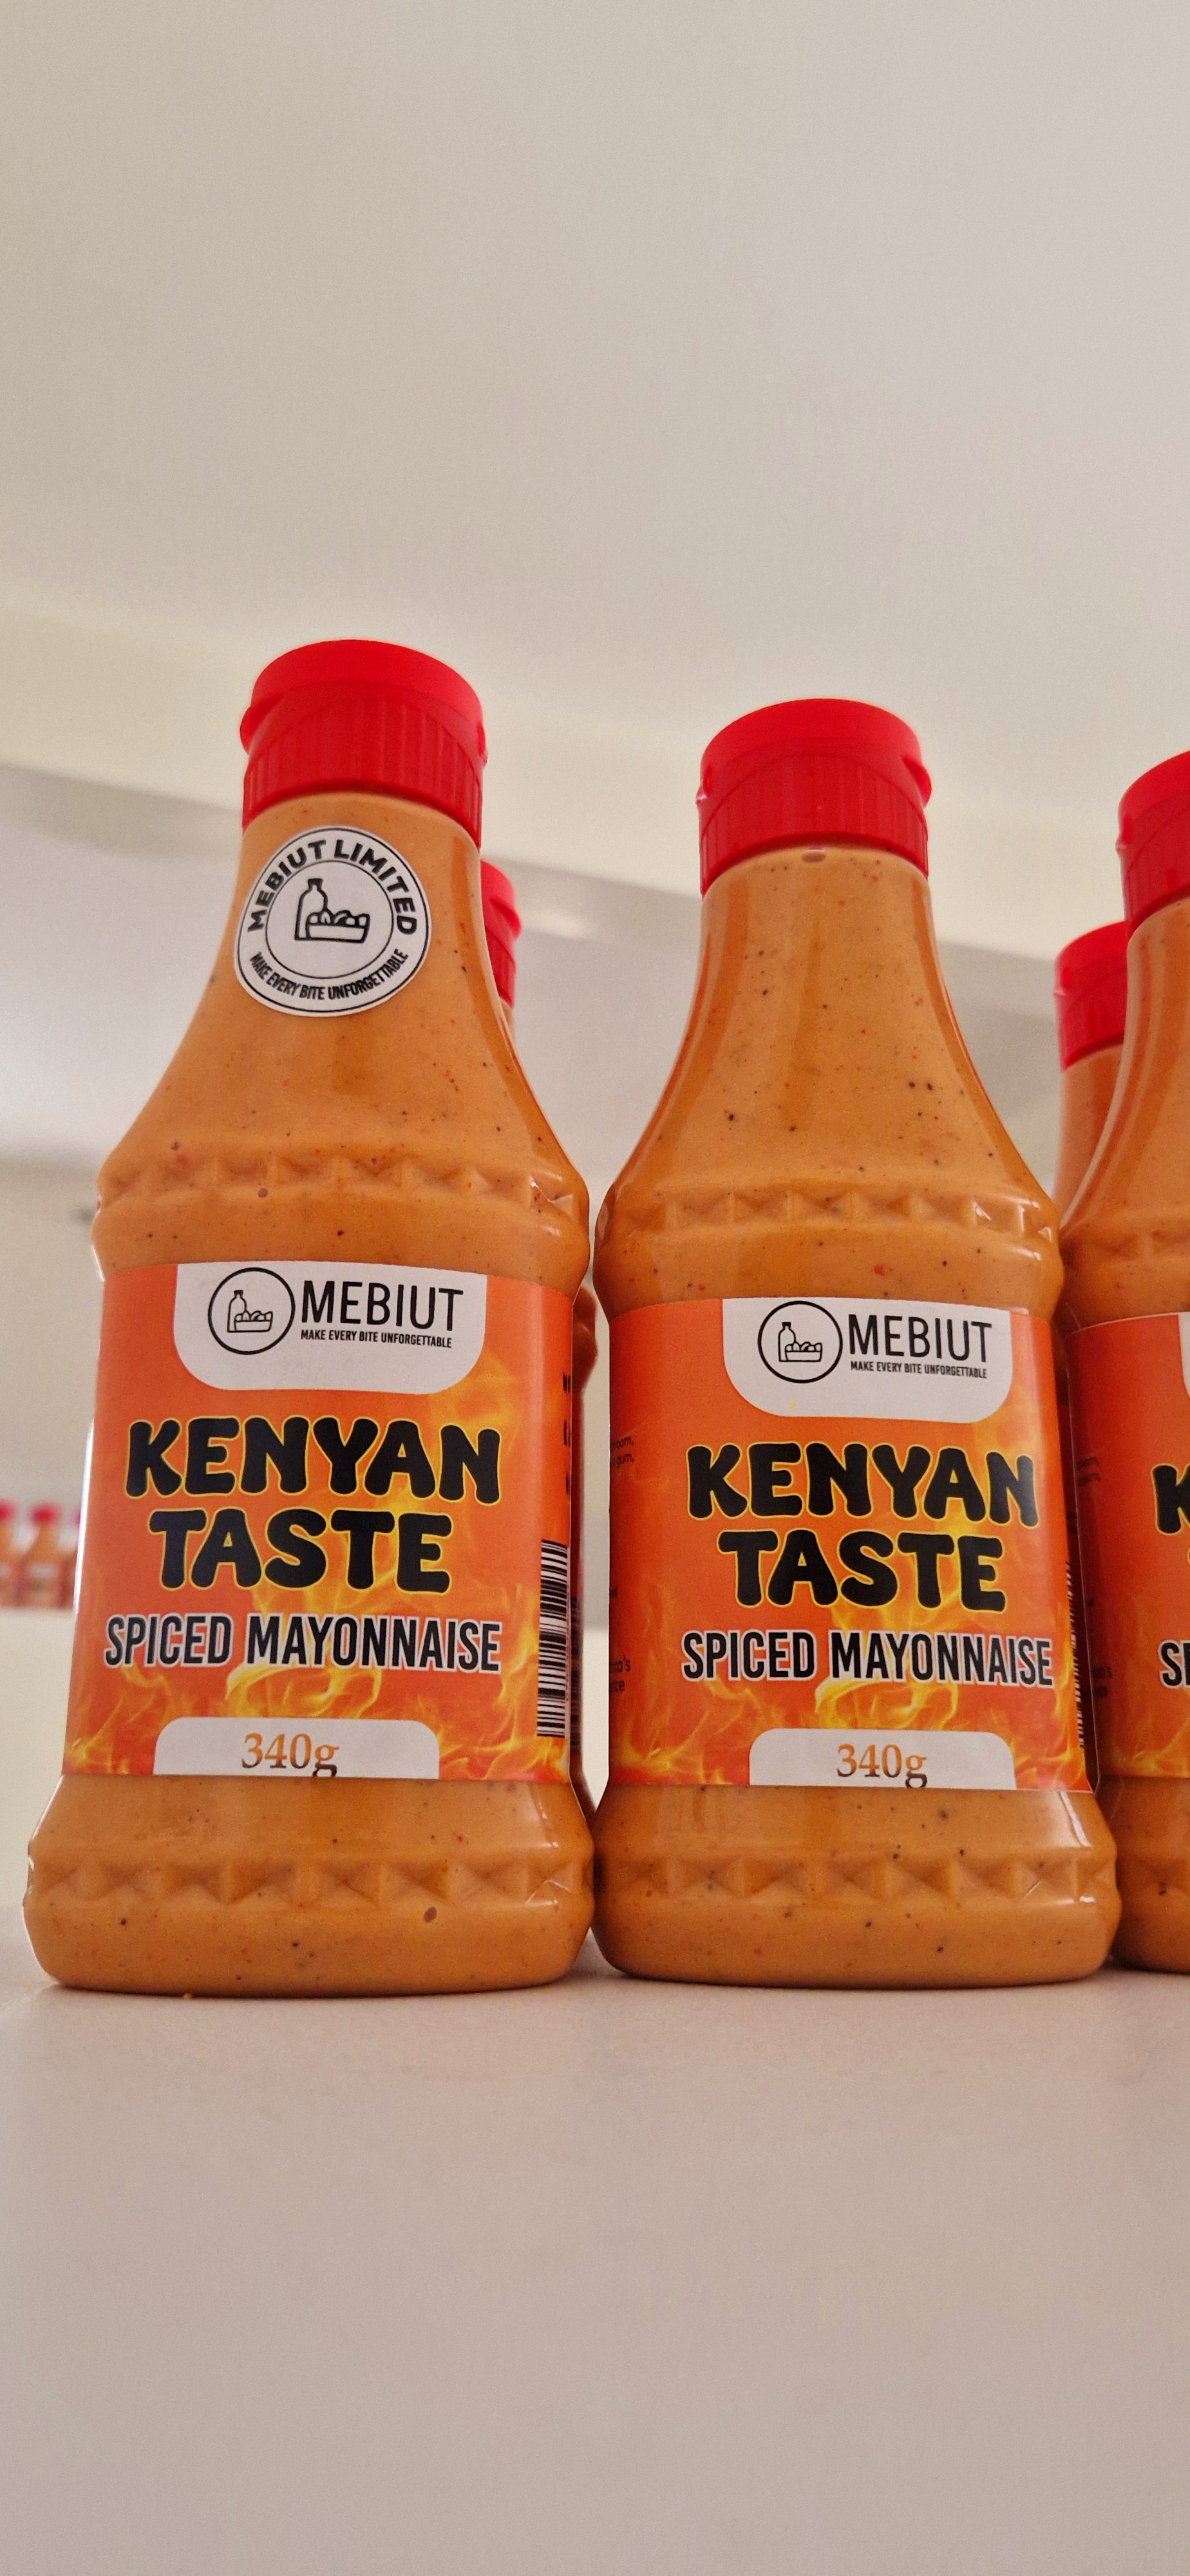 MEBIUT LIMITED
MAKE EVERY BITE UNFORGETTABLE
MEBIUT
MAKE EVERY BITE UNFORGETTABLE
KENYAN
TASTE
SPICED MAYONNAISE
340g
MEBIUT
MAKE EVERY BITE UNFORGETTABLE
KENYAN
TASTE
SPICED MAYONNAISE
340g
K